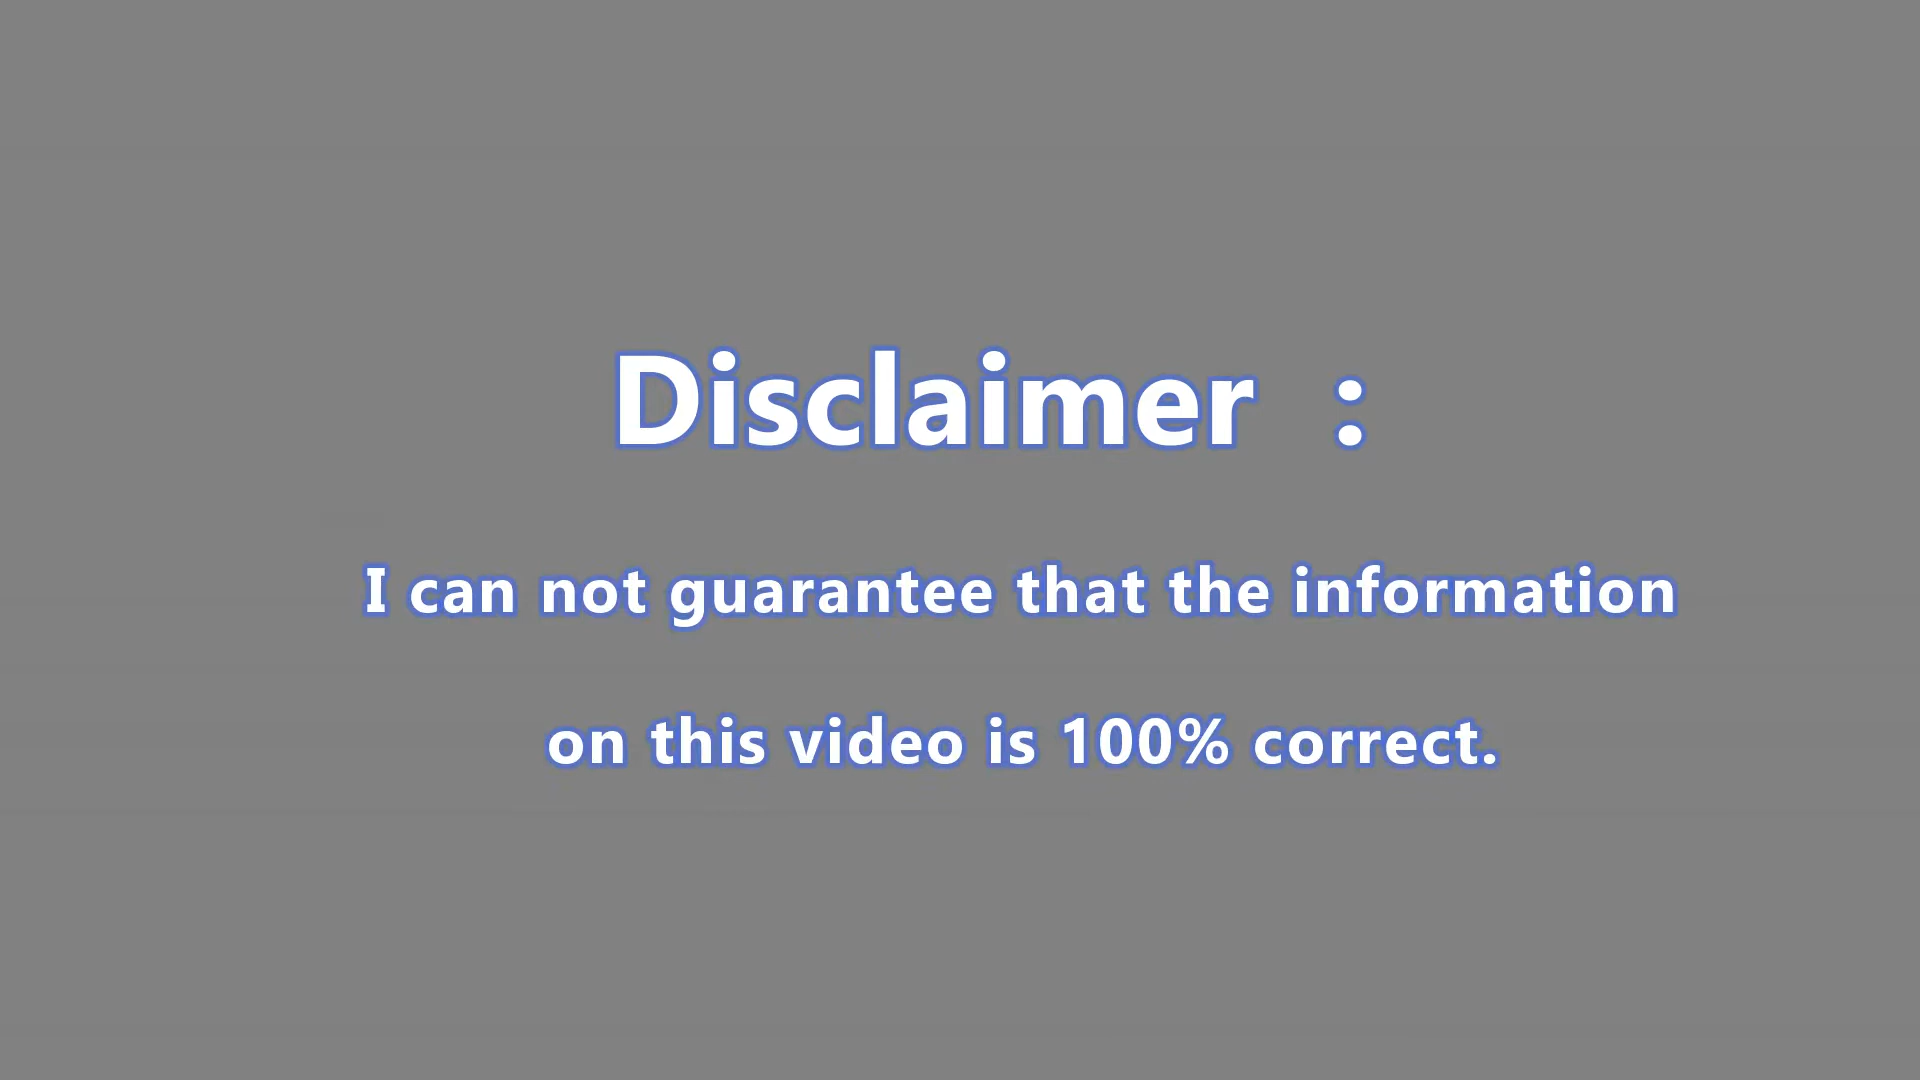 Disclaimer :
I can not guarantee that the information
on this video is 100% correct.